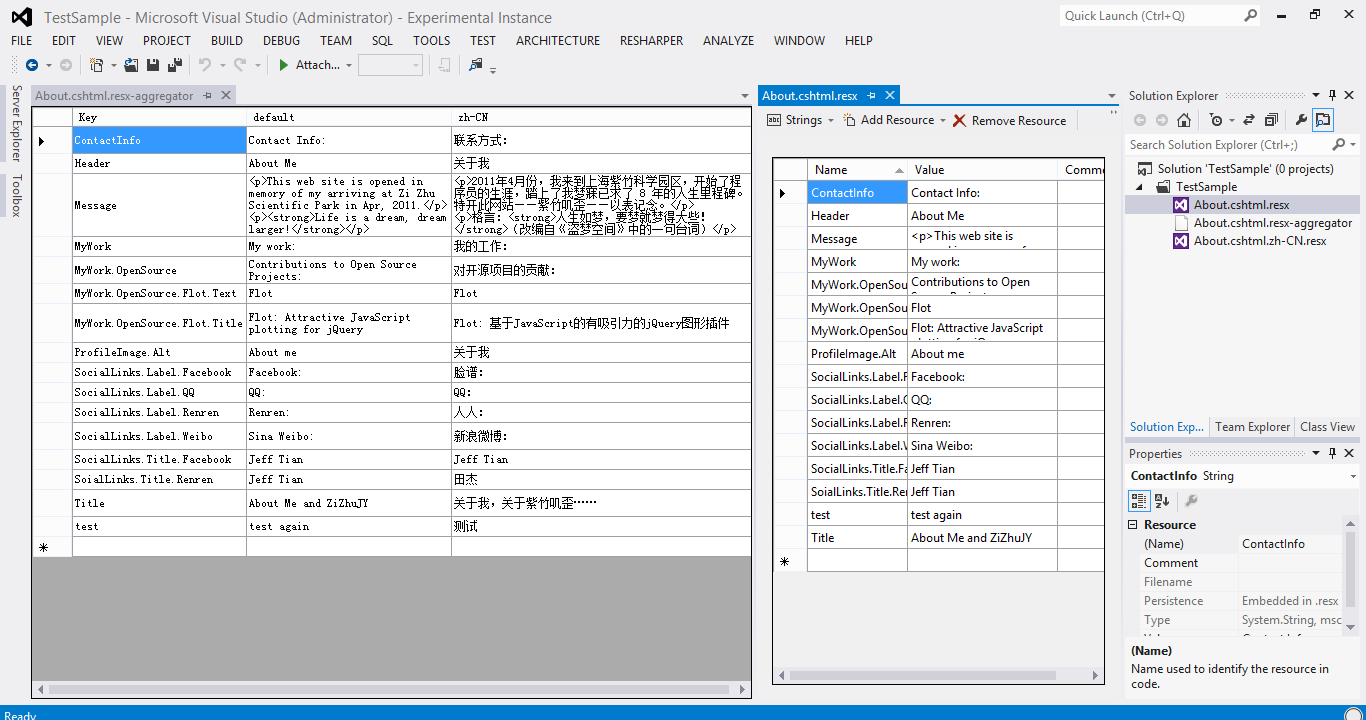 TestSample - Microsoft Visual Studio (Administrator) - Experimental Instance
Quick Launch (Ctrl+Q)
FILE EDIT VIEW PROJECT BUILD DEBUG TEAM SQL TOOLS TEST ARCHITECTURE RESHARPER ANALYZE WINDOW HELP
Attach...
Server Explorer
Toolbox
About.cshtml.resx-aggregator
Key default zh-CN
ContactInfo Contact Info: 联系方式:
Header About Me 关于我
Message
<p>This web site is opened in
memory of my arriving at Zi Zhu
Scientific Park in Apr, 2011.</p>
<p><strong>Life is a dream, dream
larger!</strong></p>
<p>2011年4月份，我来到上海紫竹科学园区，开始了程
序员的生涯，踏上了我梦寐已求了 8 年的人生里程碑。
特开此网站——紫竹叽歪——以表记念。</p>
<p>格言：<strong>人生如梦，要梦就梦得大些！
</strong>（改编自《盗梦空间》中的一句台词）</p>
MyWork My work: 我的工作:
MyWork.OpenSource Contributions to Open Source
Projects: 对开源项目的贡献:
MyWork.OpenSource.Flot.Text Flot Flot
MyWork.OpenSource.Flot.Title Flot: Attractive JavaScript
plotting for jQuery Flot: 基于JavaScript的有吸引力的jQuery图形插件
ProfileImage.Alt About me 关于我
SocialLinks.Label.Facebook Facebook: 脸谱:
SocialLinks.Label.QQ QQ: QQ:
SocialLinks.Label.Renren Renren: 人人:
SocialLinks.Label.Weibo Sina Weibo: 新浪微博:
SocialLinks.Title.Facebook Jeff Tian Jeff Tian
SoialLinks.Title.Renren Jeff Tian 田杰
Title About Me and ZiZhuJY 关于我，关于紫竹叽歪……
test test again 测试
About.cshtml.resx
Strings Add Resource Remove Resource
Name Value Comme
ContactInfo Contact Info:
Header About Me
Message <p>This web site is
MyWork My work:
MyWork.OpenSou Contributions to Open
MyWork.OpenSou Flot
MyWork.OpenSou Flot: Attractive JavaScript
ProfileImage.Alt About me
SocialLinks.Label.F Facebook:
SocialLinks.Label.Q QQ:
SocialLinks.Label.R Renren:
SocialLinks.Label.W Sina Weibo:
SocialLinks.Title.Fa Jeff Tian
SoialLinks.Title.Ren Jeff Tian
test test again
Title About Me and ZiZhuJY
Solution Explorer
Search Solution Explorer (Ctrl+;)
Solution 'TestSample' (0 projects)
TestSample
About.cshtml.resx
About.cshtml.resx-aggregator
About.cshtml.zh-CN.resx
Solution Exp... Team Explorer Class View
Properties
ContactInfo String
Resource
(Name) ContactInfo
Comment
Filename
Persistence Embedded in .resx
Type System.String, msc
(Name)
Name used to identify the resource in
code.
Ready